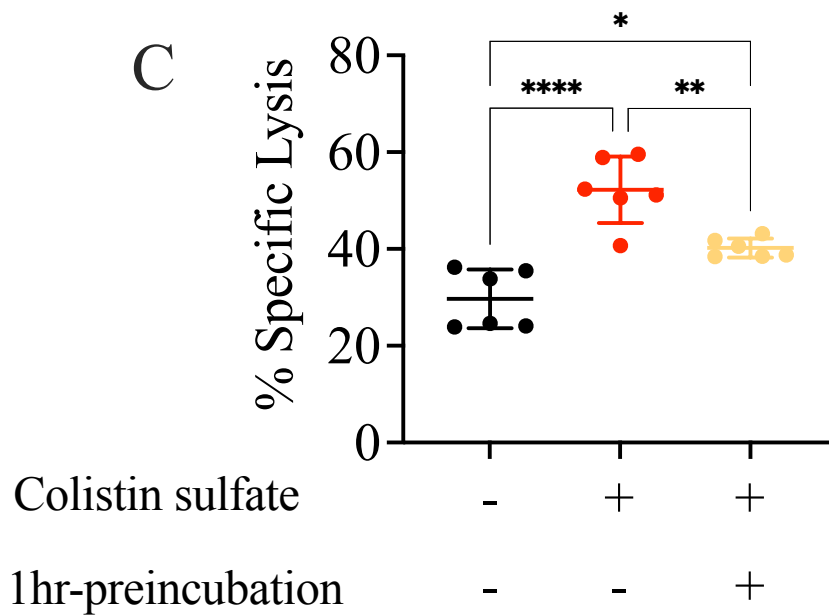 C
% Specific Lysis
80
60
40
20
0
*
**** **
Colistin sulfate - + +
1hr-preincubation - - +